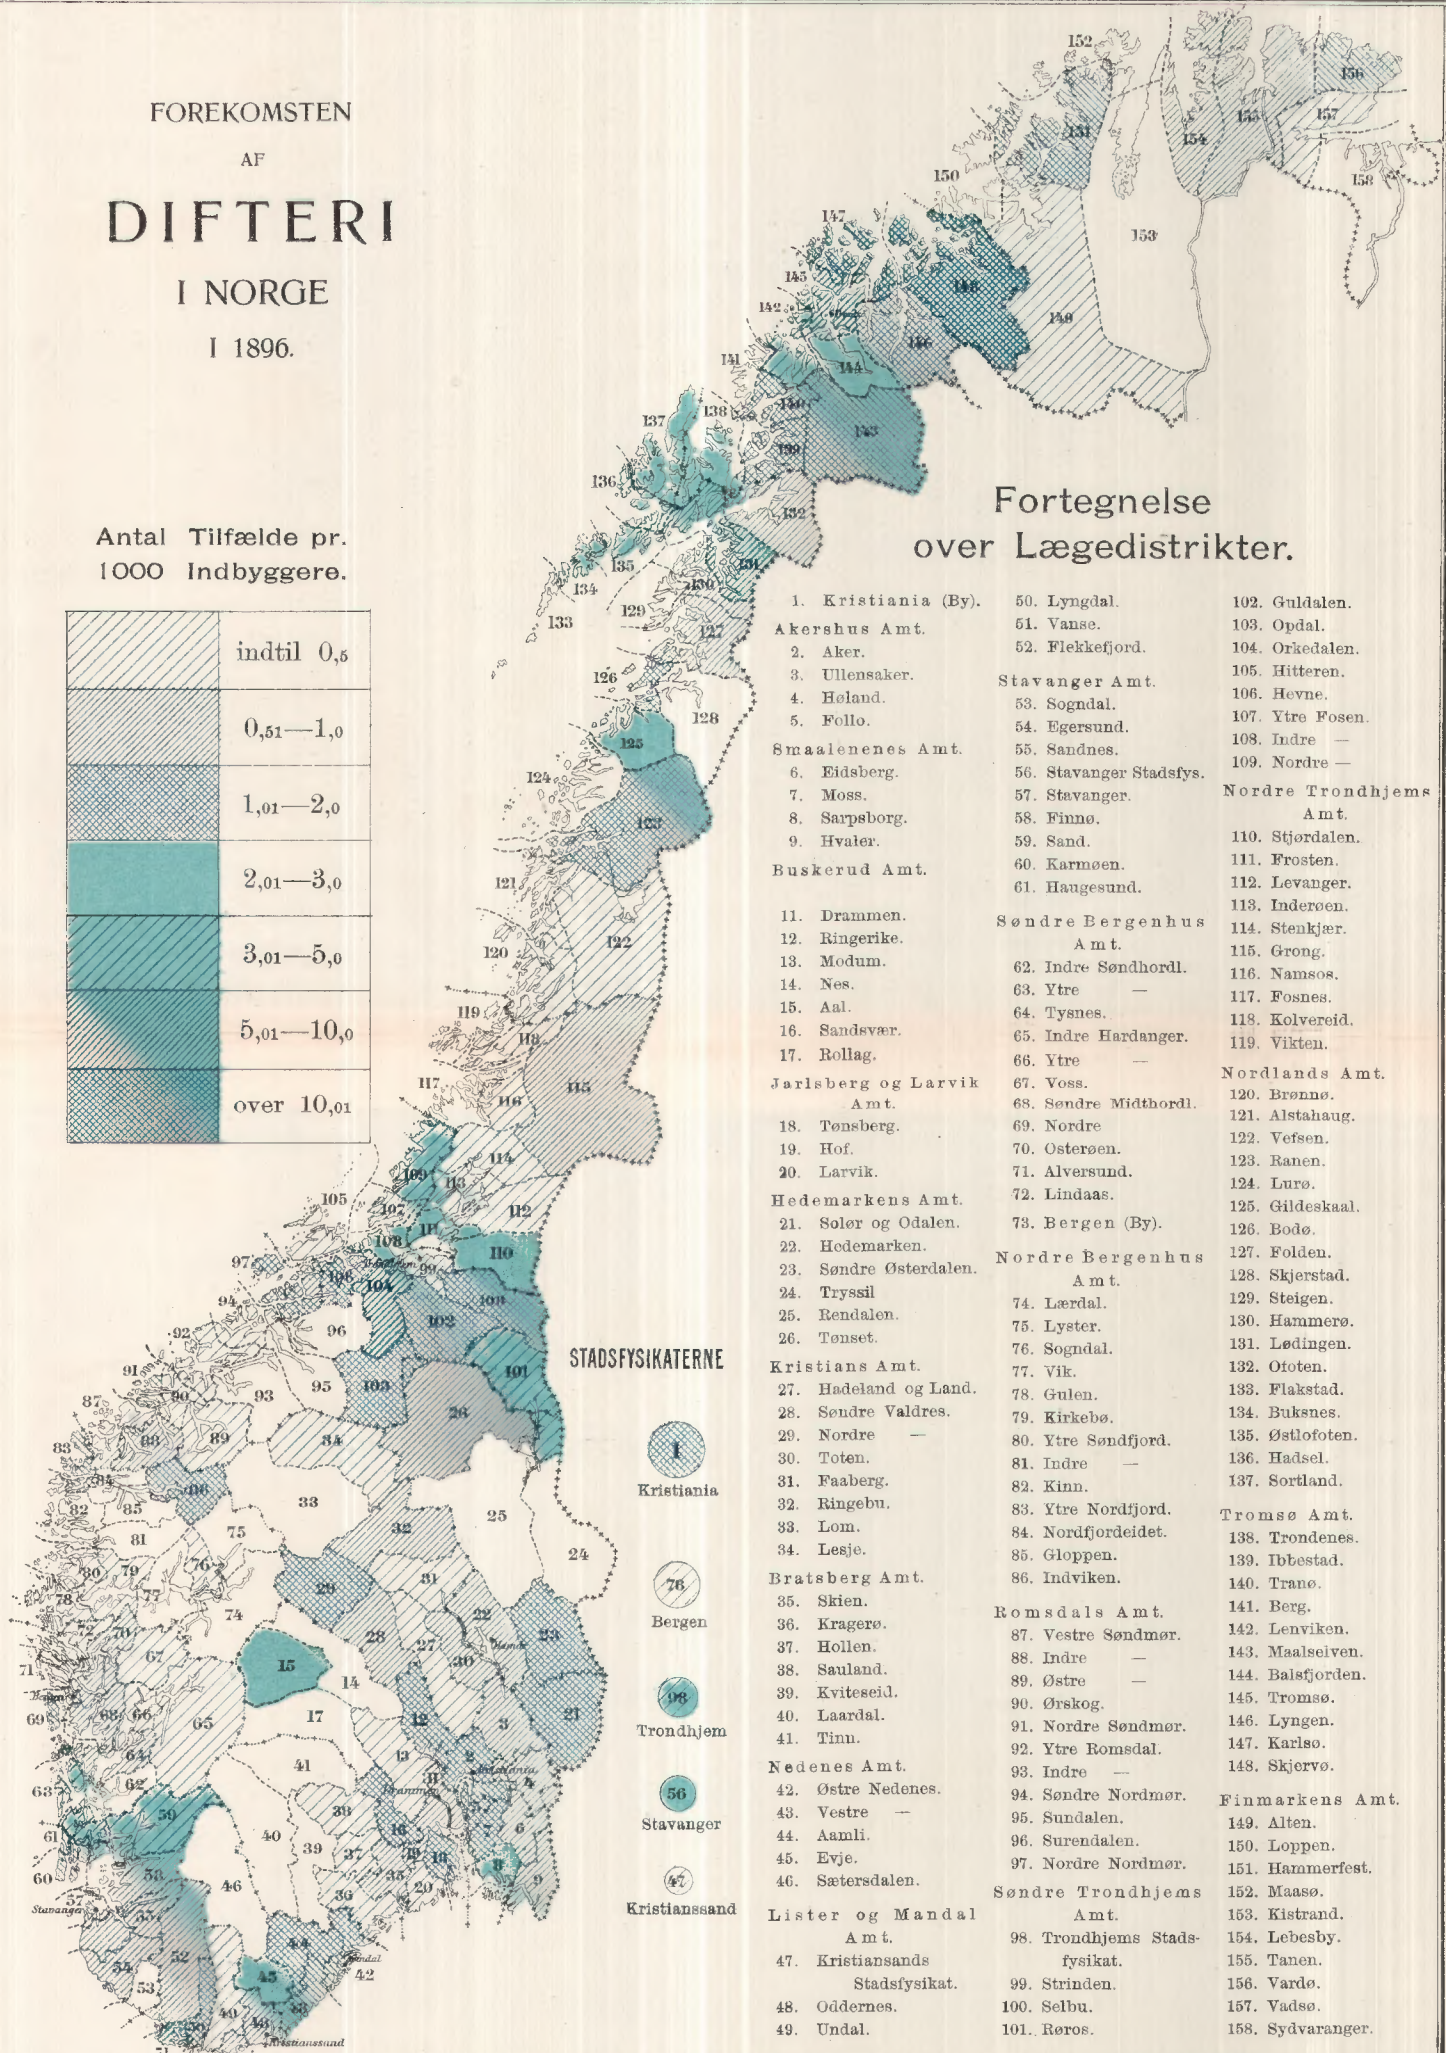 FOREKOMSTEN
AF
DIFTERI
I NORGE
I 1896.
Antal Tilfælde pr.
1000 Indbyggere.
indtil 0,5
0,51—1,0
1,01—2,0
2,01—3,0
3,01—5,0
5,01—10,0
over 10,01
STADSFYSIKATERNE
1
Kristiania
76
Bergen
98
Trondhjem
56
Stavanger
47
Kristianssand
Fortegnelse
over Lægedistrikter.
1. Kristiania (By).
Akershus Amt.
2. Aker.
3. Ullensaker.
4. Høland.
5. Follo.
Smaalenenes Amt.
6. Eidsberg.
7. Moss.
8. Sarpsborg.
9. Hvaler.
Buskerud Amt.
11. Drammen.
12. Ringerike.
13. Modum.
14. Nes.
15. Aal.
16. Sandsvær.
17. Rollag.
Jarlsberg og Larvik
Amt.
18. Tønsberg.
19. Hof.
20. Larvik.
Hedemarkens Amt.
21. Solør og Odalen.
22. Hedemarken.
23. Søndre Østerdalen.
24. Tryssil
25. Rendalen.
26. Tønset.
Kristians Amt.
27. Hadeland og Land.
28. Søndre Valdres.
29. Nordre —
30. Toten.
31. Faaberg.
32. Ringebu.
33. Lom.
34. Lesje.
Bratsberg Amt.
35. Skien.
36. Kragerø.
37. Hollen.
38. Sauland.
39. Kviteseid.
40. Laardal.
41. Tinn.
Nedenes Amt.
42. Østre Nedenes.
43. Vestre —
44. Aamli.
45. Evje.
46. Sætersdalen.
Lister og Mandal
Amt.
47. Kristiansands
Stadsfysikat.
48. Oddernes.
49. Undal.
50. Lyngdal.
51. Vanse.
52. Flekkefjord.
Stavanger Amt.
53. Sogndal.
54. Egersund.
55. Sandnes.
56. Stavanger Stadsfys.
57. Stavanger.
58. Finnø.
59. Sand.
60. Karmøen.
61. Haugesund.
Søndre Bergenhus
Amt.
62. Indre Søndhordl.
63. Ytre —
64. Tysnes.
65. Indre Hardanger.
66. Ytre —
67. Voss.
68. Søndre Midthordl.
69. Nordre
70. Osterøen.
71. Alversund.
72. Lindaas.
73. Bergen (By).
Nordre Bergenhus
Amt.
74. Lærdal.
75. Lyster.
76. Sogndal.
77. Vik.
78. Gulen.
79. Kirkebø.
80. Ytre Søndfjord.
81. Indre —
82. Kinn.
83. Ytre Nordfjord.
84. Nordfjordeidet.
85. Gloppen.
86. Indviken.
Romsdals Amt.
87. Vestre Søndmør.
88. Indre —
89. Østre —
90. Ørskog.
91. Nordre Søndmør.
92. Ytre Romsdal.
93. Indre —
94. Søndre Nordmør.
95. Sundalen.
96. Surendalen.
97. Nordre Nordmør.
Søndre Trondhjems
Amt.
98. Trondhjems Stads-
fysikat.
99. Strinden.
100. Selbu.
101. Røros.
102. Guldalen.
103. Opdal.
104. Orkedalen.
105. Hitteren.
106. Hevne.
107. Ytre Fosen.
108. Indre —
109. Nordre —
Nordre Trondhjems
Amt.
110. Stjørdalen.
111. Frosten.
112. Levanger.
113. Inderøen.
114. Stenkjær.
115. Grong.
116. Namsos.
117. Fosnes.
118. Kolvereid.
119. Vikten.
Nordlands Amt.
120. Brønnø.
121. Alstahaug.
122. Vefsen.
123. Ranen.
124. Lurø.
125. Gildeskaal.
126. Bodø.
127. Folden.
128. Skjerstad.
129. Steigen.
130. Hammerø.
131. Lødingen.
132. Ofoten.
133. Flakstad.
134. Buksnes.
135. Østlofoten.
136. Hadsel.
137. Sortland.
Tromsø Amt.
138. Trondenes.
139. Ibbestad.
140. Tranø.
141. Berg.
142. Lenviken.
143. Maalselven.
144. Balsfjorden.
145. Tromsø.
146. Lyngen.
147. Karlsø.
148. Skjervø.
Finmarkens Amt.
149. Alten.
150. Loppen.
151. Hammerfest.
152. Maasø.
153. Kistrand.
154. Lebesby.
155. Tanen.
156. Vardø.
157. Vadsø.
158. Sydvaranger.